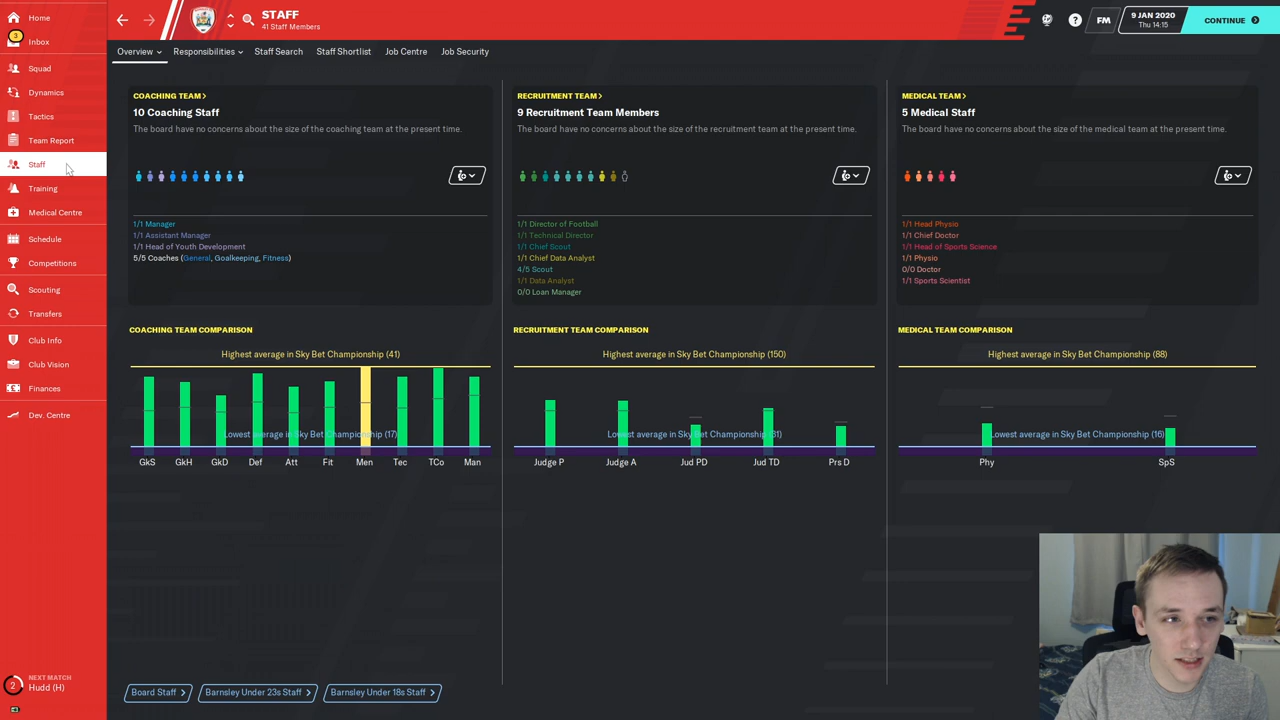 Home
3
Inbox
Squad
Dynamics
Tactics
Team Report
Staff
Training
Medical Centre
Schedule
Competitions
Scouting
Transfers
Club Info
Club Vision
Finances
Dev. Centre
2
NEXT MATCH
Hudd (H)
STAFF
41 Staff Members
?
FM
9 JAN 2020
Thu 14:15
CONTINUE
Overview
Responsibilities
Staff Search
Staff Shortlist
Job Centre
Job Security
COACHING TEAM >
10 Coaching Staff
The board have no concerns about the size of the coaching team at the present time.
1/1 Manager
1/1 Assistant Manager
1/1 Head of Youth Development
5/5 Coaches (General, Goalkeeping, Fitness)
RECRUITMENT TEAM >
9 Recruitment Team Members
The board have no concerns about the size of the recruitment team at the present time.
1/1 Director of Football
1/1 Technical Director
1/1 Chief Scout
1/1 Chief Data Analyst
4/5 Scout
1/1 Data Analyst
0/0 Loan Manager
MEDICAL TEAM >
5 Medical Staff
The board have no concerns about the size of the medical team at the present time.
1/1 Head Physio
1/1 Chief Doctor
1/1 Head of Sports Science
1/1 Physio
0/0 Doctor
1/1 Sports Scientist
COACHING TEAM COMPARISON
Highest average in Sky Bet Championship (41)
Lowest average in Sky Bet Championship (17)
GkS GkH GkD Def Att Fit Men Tec TCo Man
RECRUITMENT TEAM COMPARISON
Highest average in Sky Bet Championship (150)
Lowest average in Sky Bet Championship (31)
Judge P Judge A Jud PD Jud TD Prs D
MEDICAL TEAM COMPARISON
Highest average in Sky Bet Championship (88)
Lowest average in Sky Bet Championship (16)
Phy SpS
Board Staff >
Barnsley Under 23s Staff >
Barnsley Under 18s Staff >